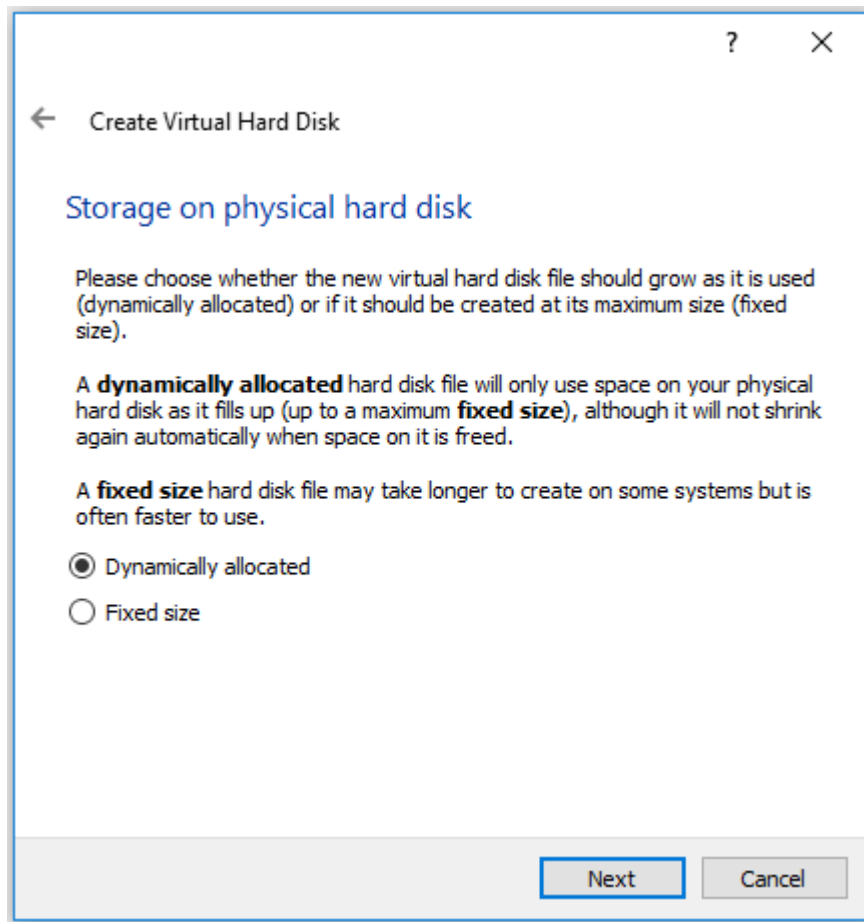 ?
Create Virtual Hard Disk
Storage on physical hard disk
Please choose whether the new virtual hard disk file should grow as it is used
(dynamically allocated) or if it should be created at its maximum size (fixed
size).
A dynamically allocated hard disk file will only use space on your physical
hard disk as it fills up (up to a maximum fixed size), although it will not shrink
again automatically when space on it is freed.
A fixed size hard disk file may take longer to create on some systems but is
often faster to use.
Dynamically allocated
Fixed size
Next Cancel